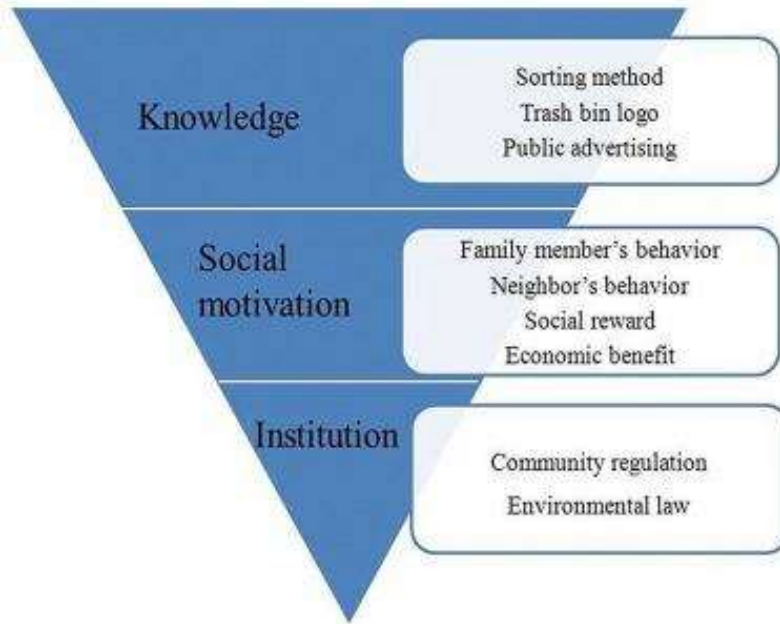 Knowledge
Sorting method
Trash bin logo
Public advertising
Social
motivation
Family member's behavior
Neighbor's behavior
Social reward
Economic benefit
Institution
Community regulation
Environmental law